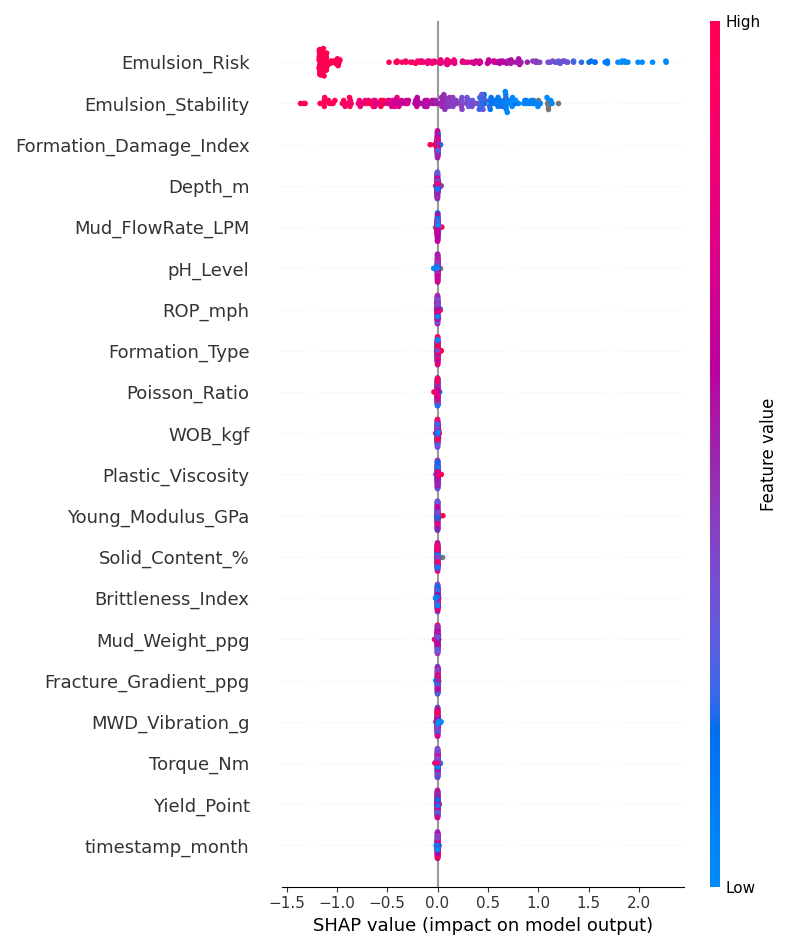 High
Emulsion_Risk
Emulsion_Stability
Formation_Damage_Index
Depth_m
Mud_FlowRate_LPM
pH_Level
ROP_mph
Formation_Type
Poisson_Ratio
WOB_kgf
Plastic_Viscosity
Young_Modulus_GPa
Solid_Content_%
Brittleness_Index
Mud_Weight_ppg
Fracture_Gradient_ppg
MWD_Vibration_g
Torque_Nm
Yield_Point
timestamp_month
Feature value
Low
−1.5 −1.0 −0.5 0.0 0.5 1.0 1.5 2.0
SHAP value (impact on model output)